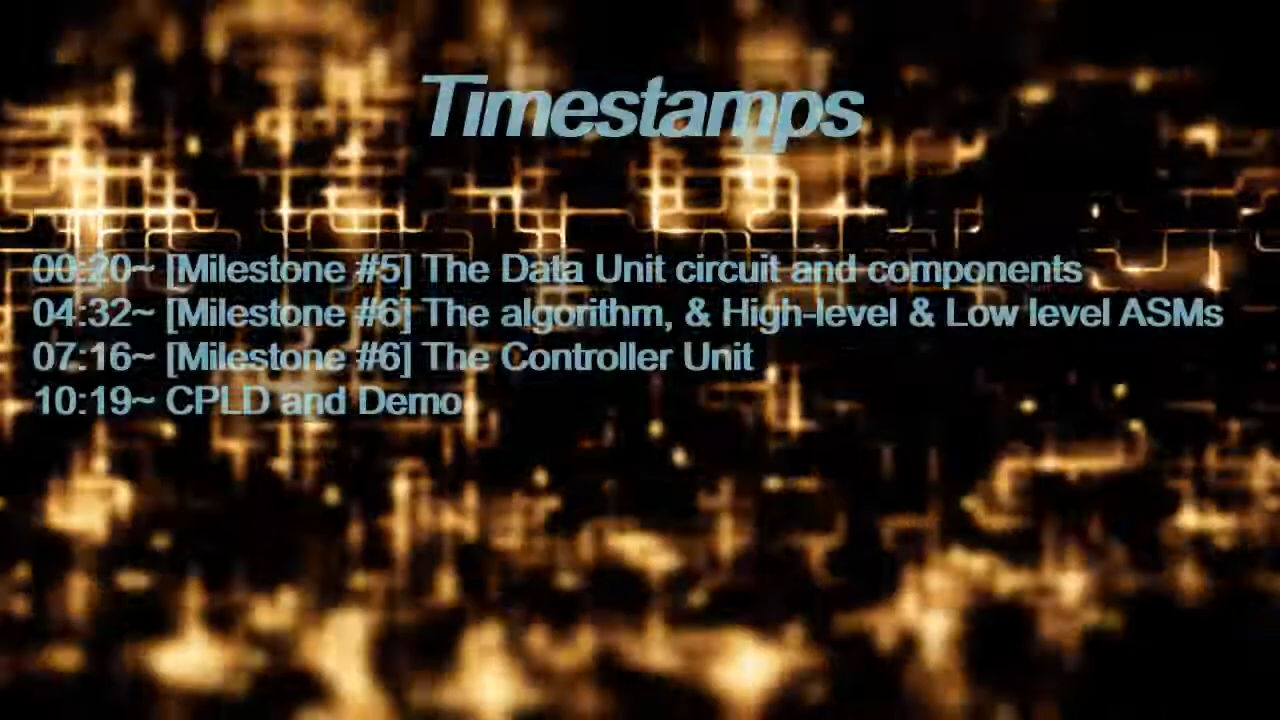 Timestamps
00:20~ [Milestone #5] The Data Unit circuit and components
04:32~ [Milestone #6] The algorithm, & High-level & Low level ASMs
07:16~ [Milestone #6] The Controller Unit
10:19~ CPLD and Demo